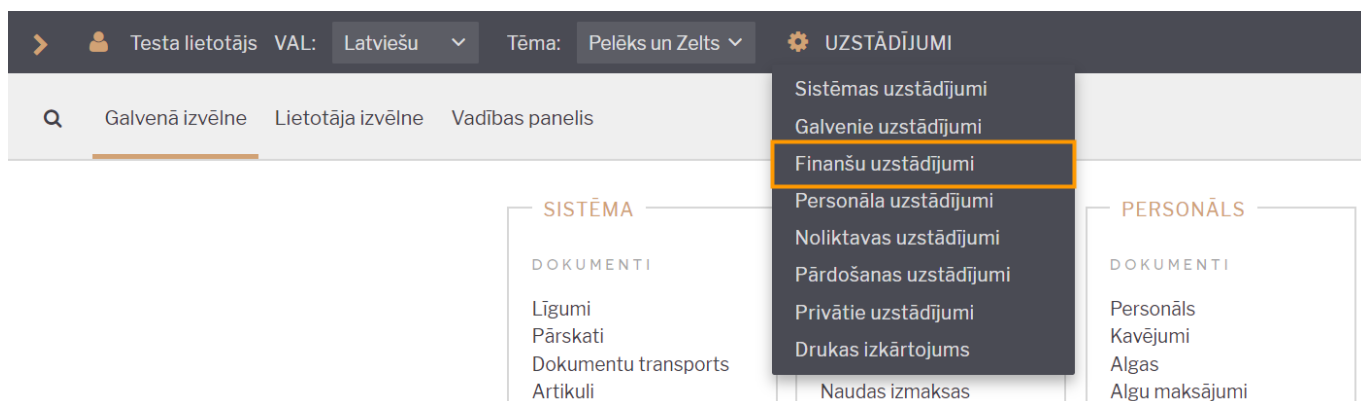 Testa lietotājs VAL: Latviešu Tēma: Pelēks un Zelts UZSTĀDĪJUMI
Galvenā izvēlne Lietotāja izvēlne Vadības panelis
Sistēmas uzstādījumi
Galvenie uzstādījumi
Finanšu uzstādījumi
Personāla uzstādījumi
Noliktavas uzstādījumi
Pārdošanas uzstādījumi
Privātie uzstādījumi
Drukas izkārtojums
SISTĒMA
DOKUMENTI
Līgumi
Pārskati
Dokumentu transports
Artikuli
Naudas izmaksas
PERSONĀLS
DOKUMENTI
Personāls
Kavējumi
Algas
Algu maksājumi